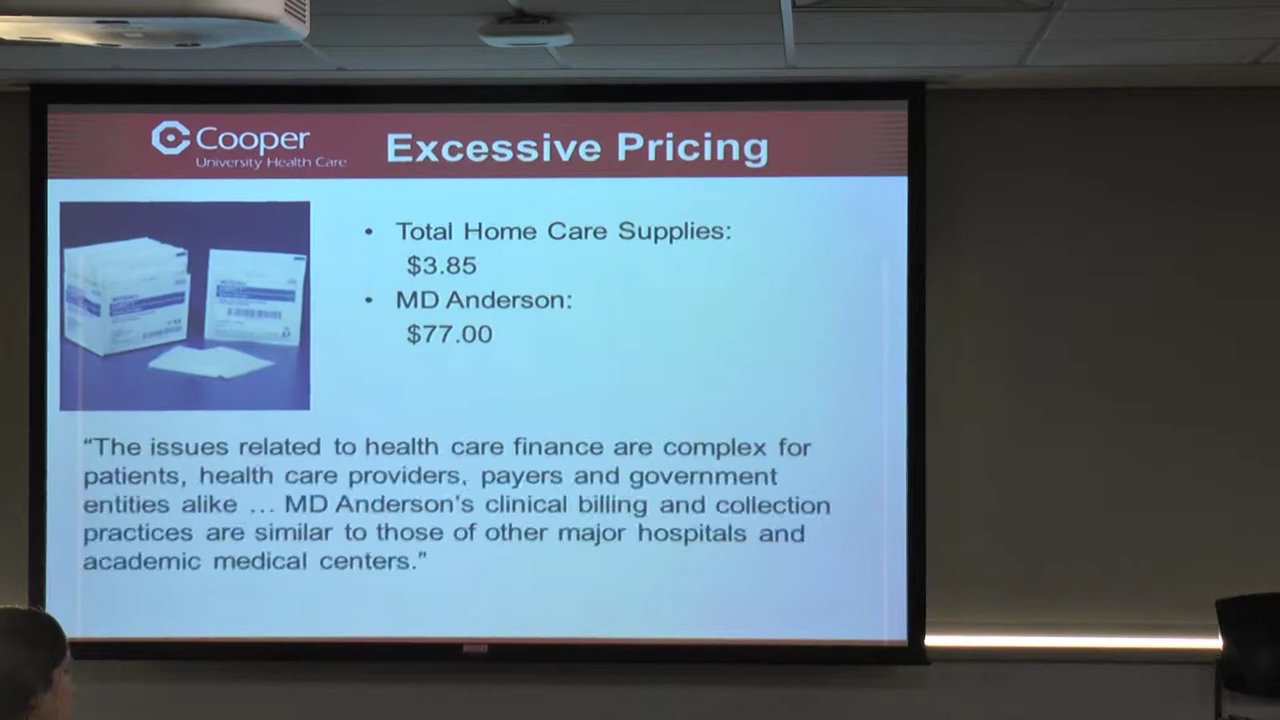 Cooper
University Health Care
Excessive Pricing
• Total Home Care Supplies:
$3.85
• MD Anderson:
$77.00
“The issues related to health care finance are complex for
patients, health care providers, payers and government
entities alike … MD Anderson’s clinical billing and collection
practices are similar to those of other major hospitals and
academic medical centers.”